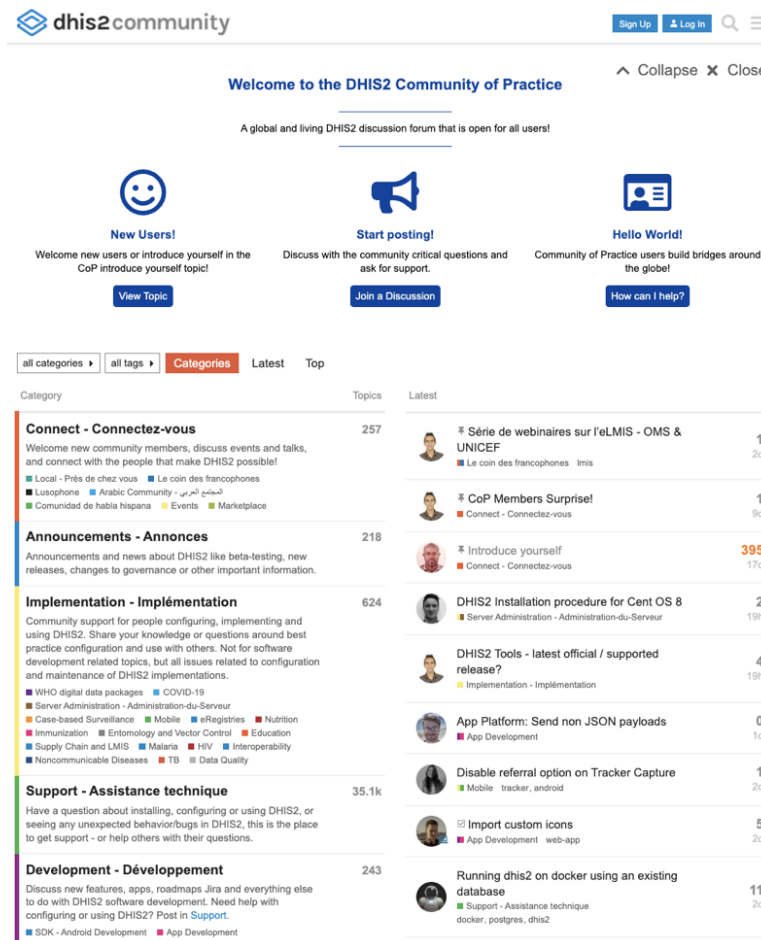 dhis2community
Sign Up
Log In
Collapse
Welcome to the DHIS2 Community of Practice
A global and living DHIS2 discussion forum that is open for all users!
New Users!
Welcome new users or introduce yourself in the
CoP introduce yourself topic!
View Topic
Start posting!
Discuss with the community critical questions and
ask for support.
Join a Discussion
Hello World!
Community of Practice users build bridges around
the globe!
How can I help?
all categories
all tags
Categories
Latest
Top
Category Topics
Connect - Connectez-vous 257
Welcome new community members, discuss events and talks,
and connect with the people that make DHIS2 possible!
Local - Près de chez vous Le coin des francophones
Lusophone Arabic Community - المجتمع العربي
Comunidad de habla hispana Events Marketplace
Announcements - Annonces 218
Announcements and news about DHIS2 like beta-testing, new
releases, changes to governance or other important information.
Implementation - Implémentation 624
Community support for people configuring, implementing and
using DHIS2. Share your knowledge or questions around best
practice configuration and use with others. Not for software
development related topics, but all issues related to configuration
and maintenance of DHIS2 implementations.
WHO digital data packages COVID-19
Server Administration - Administration-du-Serveur
Case-based Surveillance Mobile eRegistries Nutrition
Immunization Entomology and Vector Control Education
Supply Chain and LMIS Malaria HIV Interoperability
Noncommunicable Diseases TB Data Quality
Support - Assistance technique 35.1k
Have a question about installing, configuring or using DHIS2, or
seeing any unexpected behavior/bugs in DHIS2, this is the place
to get support - or help others with their questions.
Development - Développement 243
Discuss new features, apps, roadmaps Jira and everything else
to do with DHIS2 software development. Need help with
configuring or using DHIS2? Post in Support.
SDK - Android Development App Development
Latest
Série de webinaires sur l'eLMIS - OMS &
UNICEF
Le coin des francophones lmis
CoP Members Surprise!
Connect - Connectez-vous
Introduce yourself 395
Connect - Connectez-vous
DHIS2 Installation procedure for Cent OS 8
Server Administration - Administration-du-Serveur
DHIS2 Tools - latest official / supported
release?
Implementation - Implémentation
App Platform: Send non JSON payloads
App Development
Disable referral option on Tracker Capture
Mobile tracker, android
Import custom icons
App Development web-app
Running dhis2 on docker using an existing
database
Support - Assistance technique
docker, postgres, dhis2